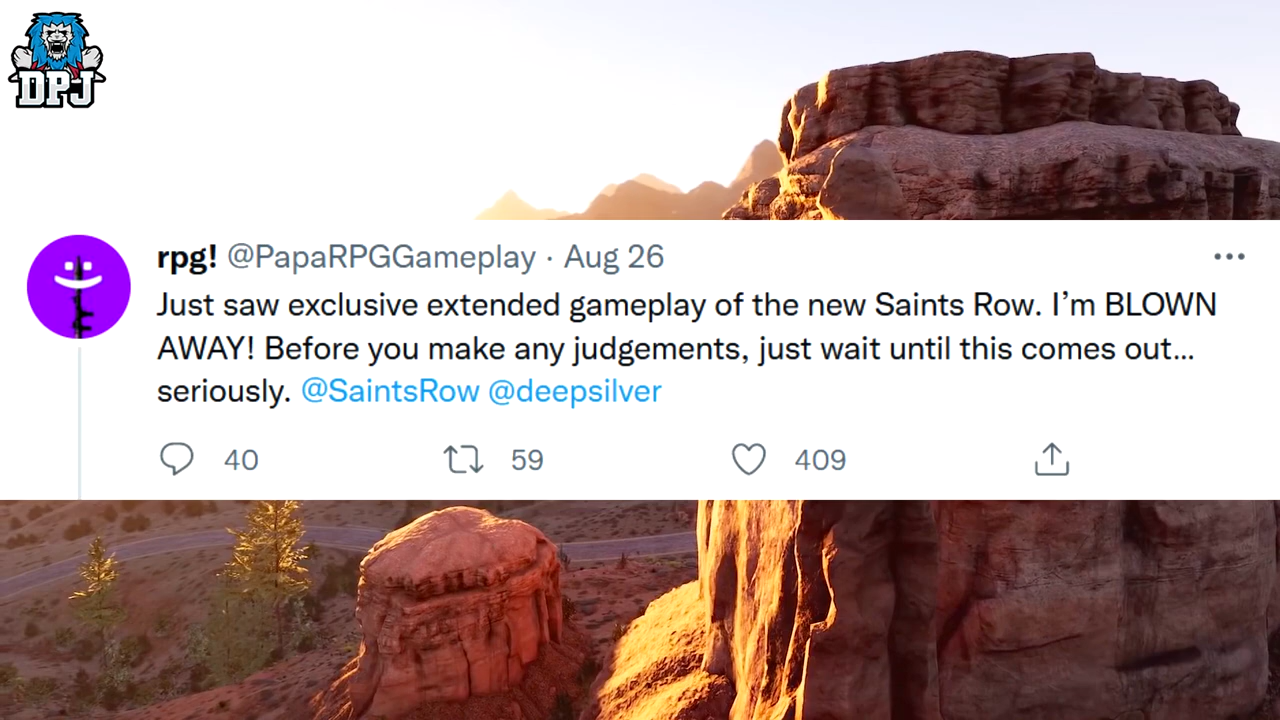 DPJ
rpg! @PapaRPGGameplay · Aug 26
Just saw exclusive extended gameplay of the new Saints Row. I’m BLOWN
AWAY! Before you make any judgements, just wait until this comes out...
seriously. @SaintsRow @deepsilver
40 59 409